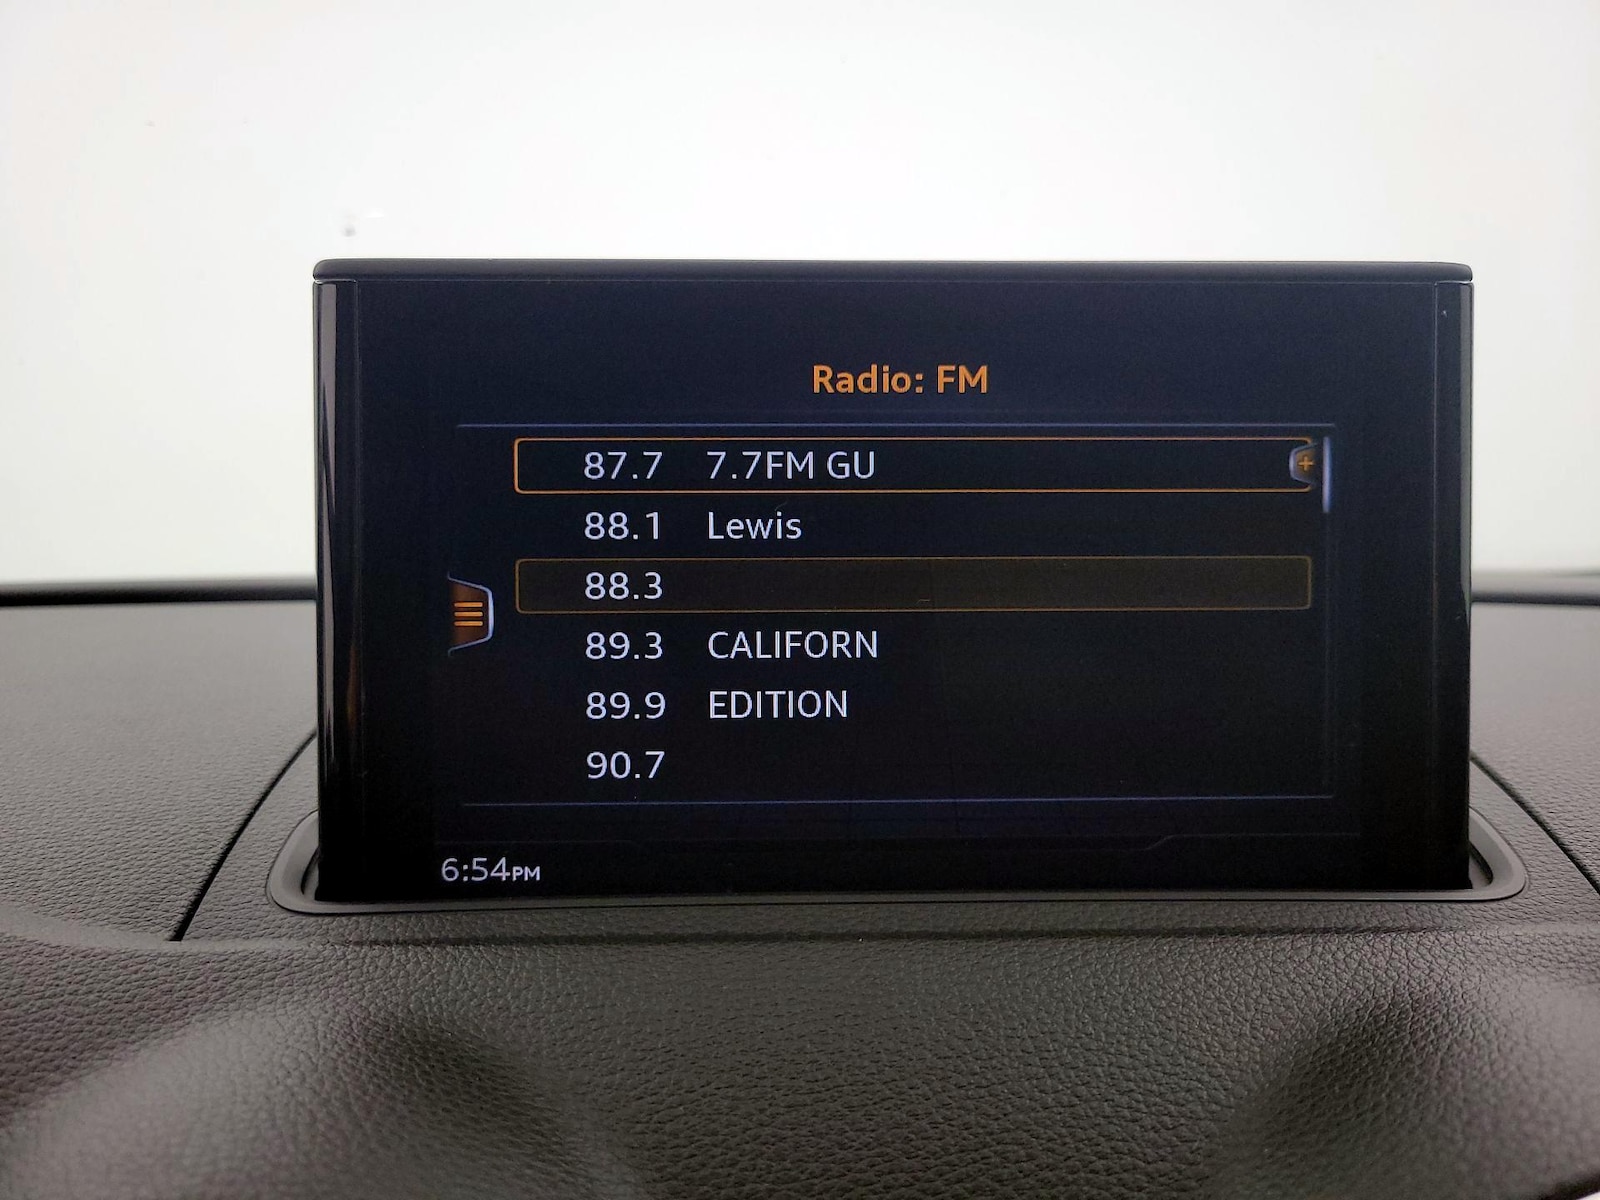 Radio: FM
87.7 7.7FM GU
88.1 Lewis
88.3
89.3 CALIFORN
89.9 EDITION
90.7
6:54PM